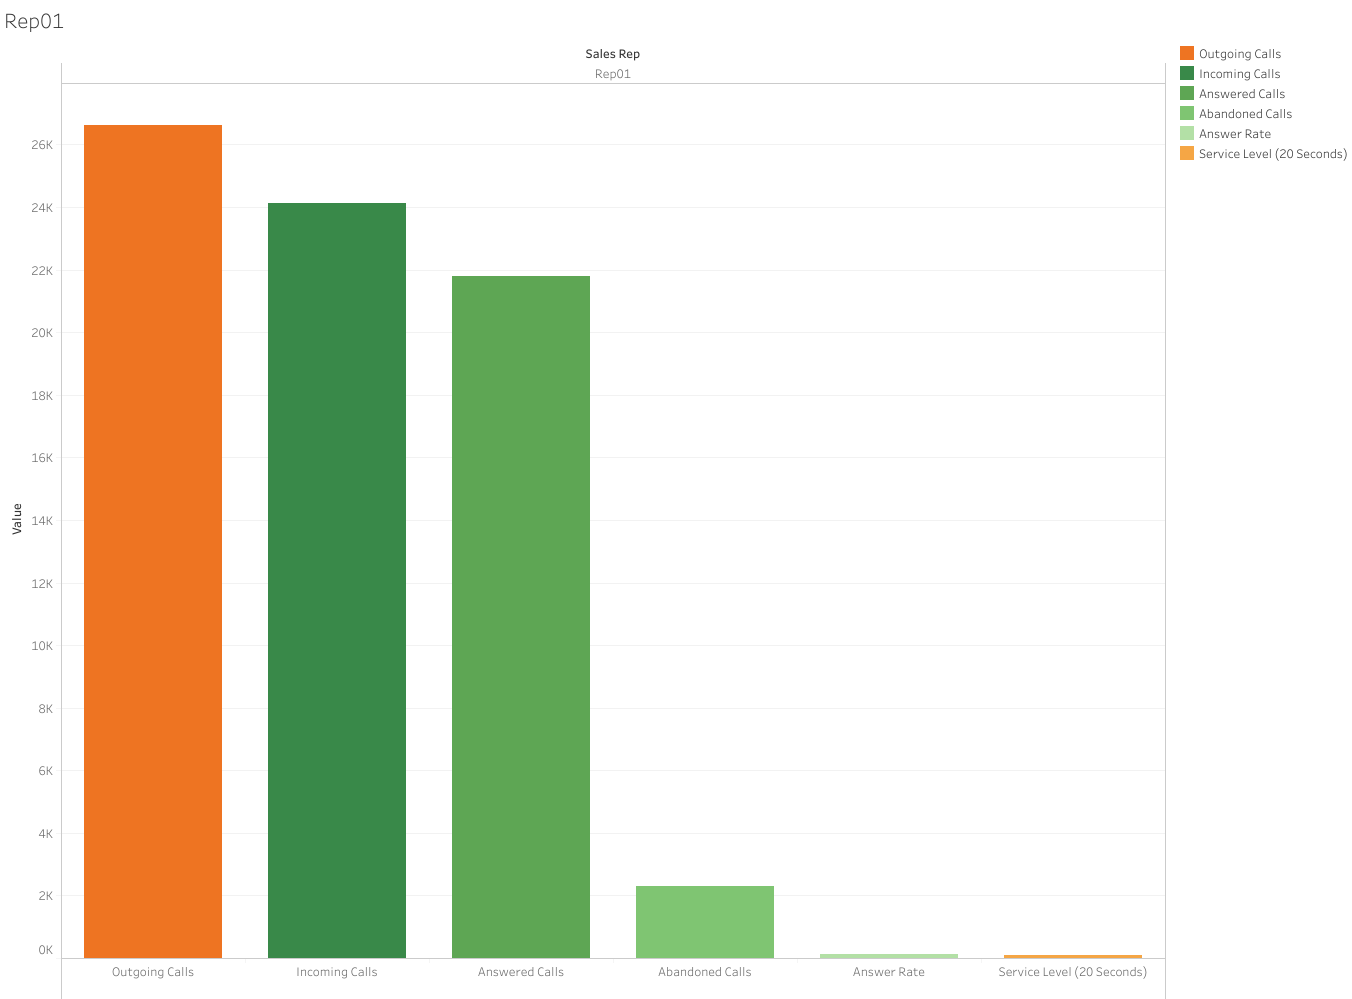 Rep01
Sales Rep
Rep01
Outgoing Calls
Incoming Calls
Answered Calls
Abandoned Calls
Answer Rate
Service Level (20 Seconds)
Value
26K
24K
22K
20K
18K
16K
14K
12K
10K
8K
6K
4K
2K
0K
Outgoing Calls Incoming Calls Answered Calls Abandoned Calls Answer Rate Service Level (20 Seconds)